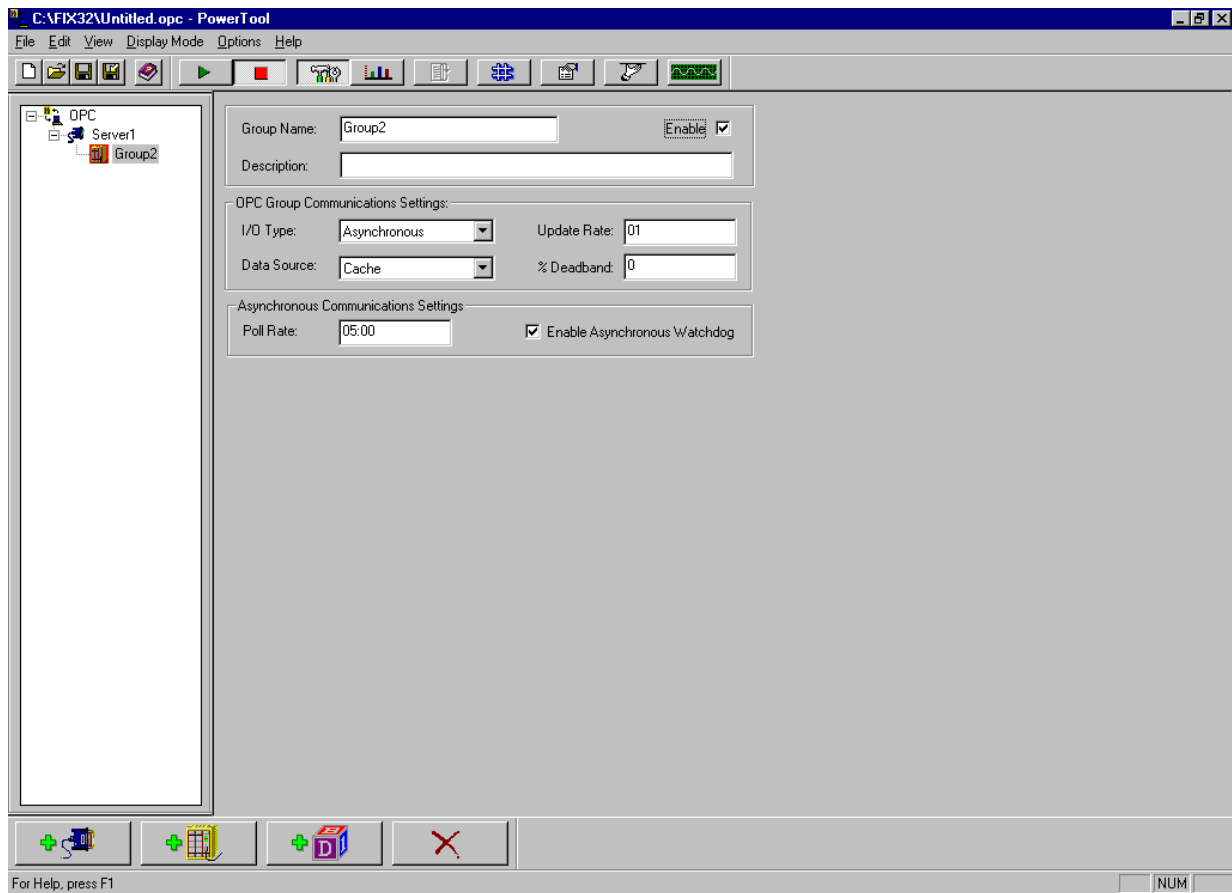 C:\FIX32\Untitled.opc - PowerTool
File Edit View Display Mode Options Help
OPC
Server1
Group2
Group Name: Group2 Enable
Description:
OPC Group Communications Settings:
I/O Type: Asynchronous Update Rate: 01
Data Source: Cache % Deadband: 0
Asynchronous Communications Settings
Poll Rate: 05:00 Enable Asynchronous Watchdog
D
For Help, press F1 NUM